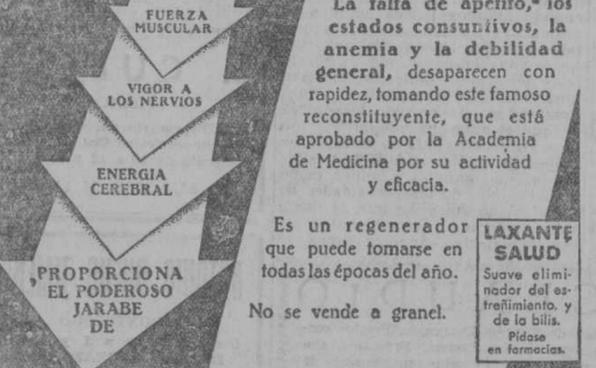 FUERZA
MUSCULAR
VIGOR A
LOS NERVIOS
ENERGIA
CEREBRAL
PROPORCIONA
EL PODEROSO
JARABE
DE
La falta de apetito, los
estados consuntivos, la
anemia y la debilidad
general, desaparecen con
rapidez, tomando este famoso
reconstituyente, que está
aprobado por la Academia
de Medicina por su actividad
y eficacia.
Es un regenerador
que puede tomarse en
todas las épocas del año.
No se vende a granel.
LAXANTE
SALUD
Suave elimi-
nador del es-
treñimiento, y
de la bilis.
Pídase
en farmacias.